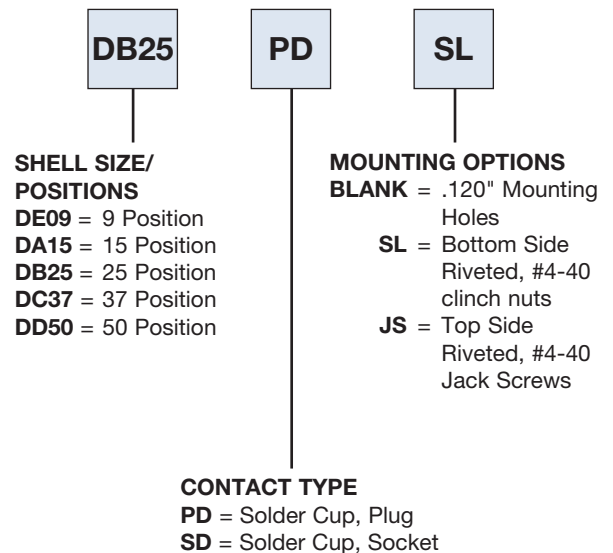 DB25 PD SL
SHELL SIZE/
POSITIONS
DE09 = 9 Position
DA15 = 15 Position
DB25 = 25 Position
DC37 = 37 Position
DD50 = 50 Position
MOUNTING OPTIONS
BLANK = .120" Mounting
Holes
SL = Bottom Side
Riveted, #4-40
clinch nuts
JS = Top Side
Riveted, #4-40
Jack Screws
CONTACT TYPE
PD = Solder Cup, Plug
SD = Solder Cup, Socket